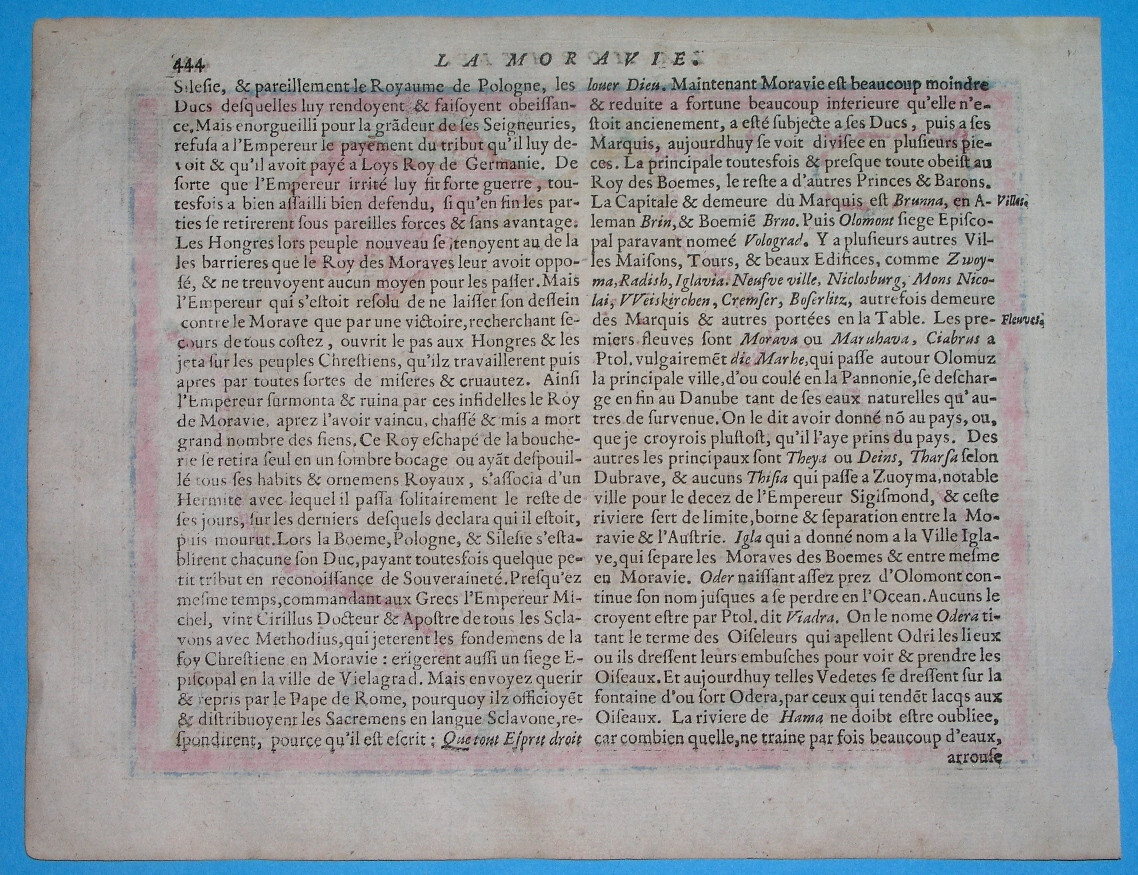 444
LA MORAVIE.
Silesie, & pareillement le Royaume de Pologne, les
Ducs desquelles luy rendoyent & faisoyent obeissan-
ce, Mais enorgueilli pour la grãdeur de ses Seigneuries,
refusa a l'Empereur le payement du tribut qu'il luy de-
voit & qu'il avoit payé a Loys Roy de Germanie. De
sorte que l'Empereur irrité luy fit forte guerre, tou-
tesfois a bien assailli bien defendu, si qu'en fin les par-
ties se retirerent sous pareilles forces & sans avantage.
Les Hongres lors peuple nouveau se tenoyent au de la
les barrieres que le Roy des Moraves leur avoit oppo-
sé, & ne treuvoyent aucun moyen pour les passer. Mais
l'Empereur qui s'estoit resolu de ne laisser son dessein
contre le Morave que par une victoire, recherchant se-
cours de tous costez, ouvrit le pas aux Hongres & les
jeta sur les peuples Chrestiens, qu'ilz travaillerent puis
apres par toutes sortes de miseres & cruautez. Ainsi
l'Empereur surmonta & ruina par ces infidelles le Roy
de Moravie, aprez l'avoir vaincu, chassé & mis a mort
grand nombre des siens. Ce Roy eschapé de la bouche-
rie se retira seul en un sombre bocage ou ayãt despouil-
lé tous ses habits & ornemens Royaux, s'associa d'un
Hermite avec lequel il passa solitairement le reste de
ses jours, sur les derniers desquels declara qui il estoit,
puis mourut. Lors la Boeme, Pologne, & Silesie s'esta-
blirent chacune son Duc, payant toutesfois quelque pe-
tit tribut en reconoissance de Souveraineté. Presqu'ez
mesme temps, commandant aux Grecs l'Empereur Mi-
chel, vint Cirillus Docteur & Apostre de tous les Scla-
vons avec Methodius, qui jeterent les fondemens de la
foy Chrestiene en Moravie : erigerent aussi un siege E-
piscopal en la ville de Vielagrad. Mais envoyez querir
& repris par le Pape de Rome, pourquoy ilz officioyẽt
& distribuoyent les Sacremens en langue Sclavone, re-
spondirent, pource qu'il est escrit : Que tout Esprit droit
louer Dieu. Maintenant Moravie est beaucoup moindre
& reduite a fortune beaucoup inferieure qu'elle n'e-
stoit ancienement, a esté subjecte a ses Ducs, puis a ses
Marquis, aujourdhuy se voit divisee en plusieurs pie-
ces. La principale toutesfois & presque toute obeist au
Roy des Boemes, le reste a d'autres Princes & Barons.
La Capitale & demeure du Marquis est Brunna, en A- Villes.
leman Brin, & Boemié Brno. Puis Olomont siege Episco-
pal paravant nomeé Volograd. Y a plusieurs autres Vil-
les Maisons, Tours, & beaux Edifices, comme Zwoy-
ma, Radish, Iglavia, Neufve ville, Niclosburg, Mons Nico-
lai, VVeiskirchen, Cremser, Boserlitz, autrefois demeure
des Marquis & autres portées en la Table. Les pre- Fleuves.
miers fleuves sont Morava ou Maruhava, Ciabrus a
Ptol. vulgairemẽt die Marhe, qui passe autour Olomuz
la principale ville, d'ou coulé en la Pannonie, se deschar-
ge en fin au Danube tant de ses eaux naturelles qu'au-
tres de survenue. On le dit avoir donné nõ au pays, ou,
que je croyrois plustost, qu'il l'aye prins du pays. Des
autres les principaux sont Theya ou Deins, Tharsa selon
Dubrave, & aucuns Thisia qui passe a Zuoyma, notable
ville pour le decez de l'Empereur Sigismond, & ceste
riviere sert de limite, borne & separation entre la Mo-
ravie & l'Austrie. Igla qui a donné nom a la Ville Igla-
ve, qui separe les Moraves des Boemes & entre mesme
en Moravie. Oder naissant assez prez d'Olomont con-
tinue son nom jusques a se perdre en l'Ocean. Aucuns le
croyent estre par Ptol. dit Viadra. On le nome Odera ti-
tant le terme des Oiseleurs qui apellent Odri les lieux
ou ils dressent leurs embusches pour voir & prendre les
Oiseaux. Et aujourdhuy telles Vedetes se dressent sur la
fontaine d'ou sort Odera, par ceux qui tendẽt lacqs aux
Oiseaux. La riviere de Hama ne doibt estre oubliee,
car combien quelle, ne traine par fois beaucoup d'eaux,
arrouse